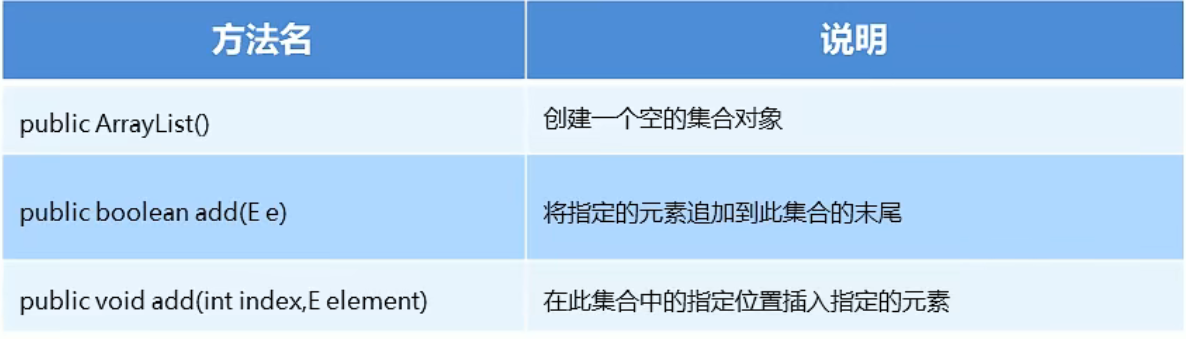 方法名 说明
public ArrayList() 创建一个空的集合对象
public boolean add(E e) 将指定的元素追加到此集合的末尾
public void add(int index,E element) 在此集合中的指定位置插入指定的元素